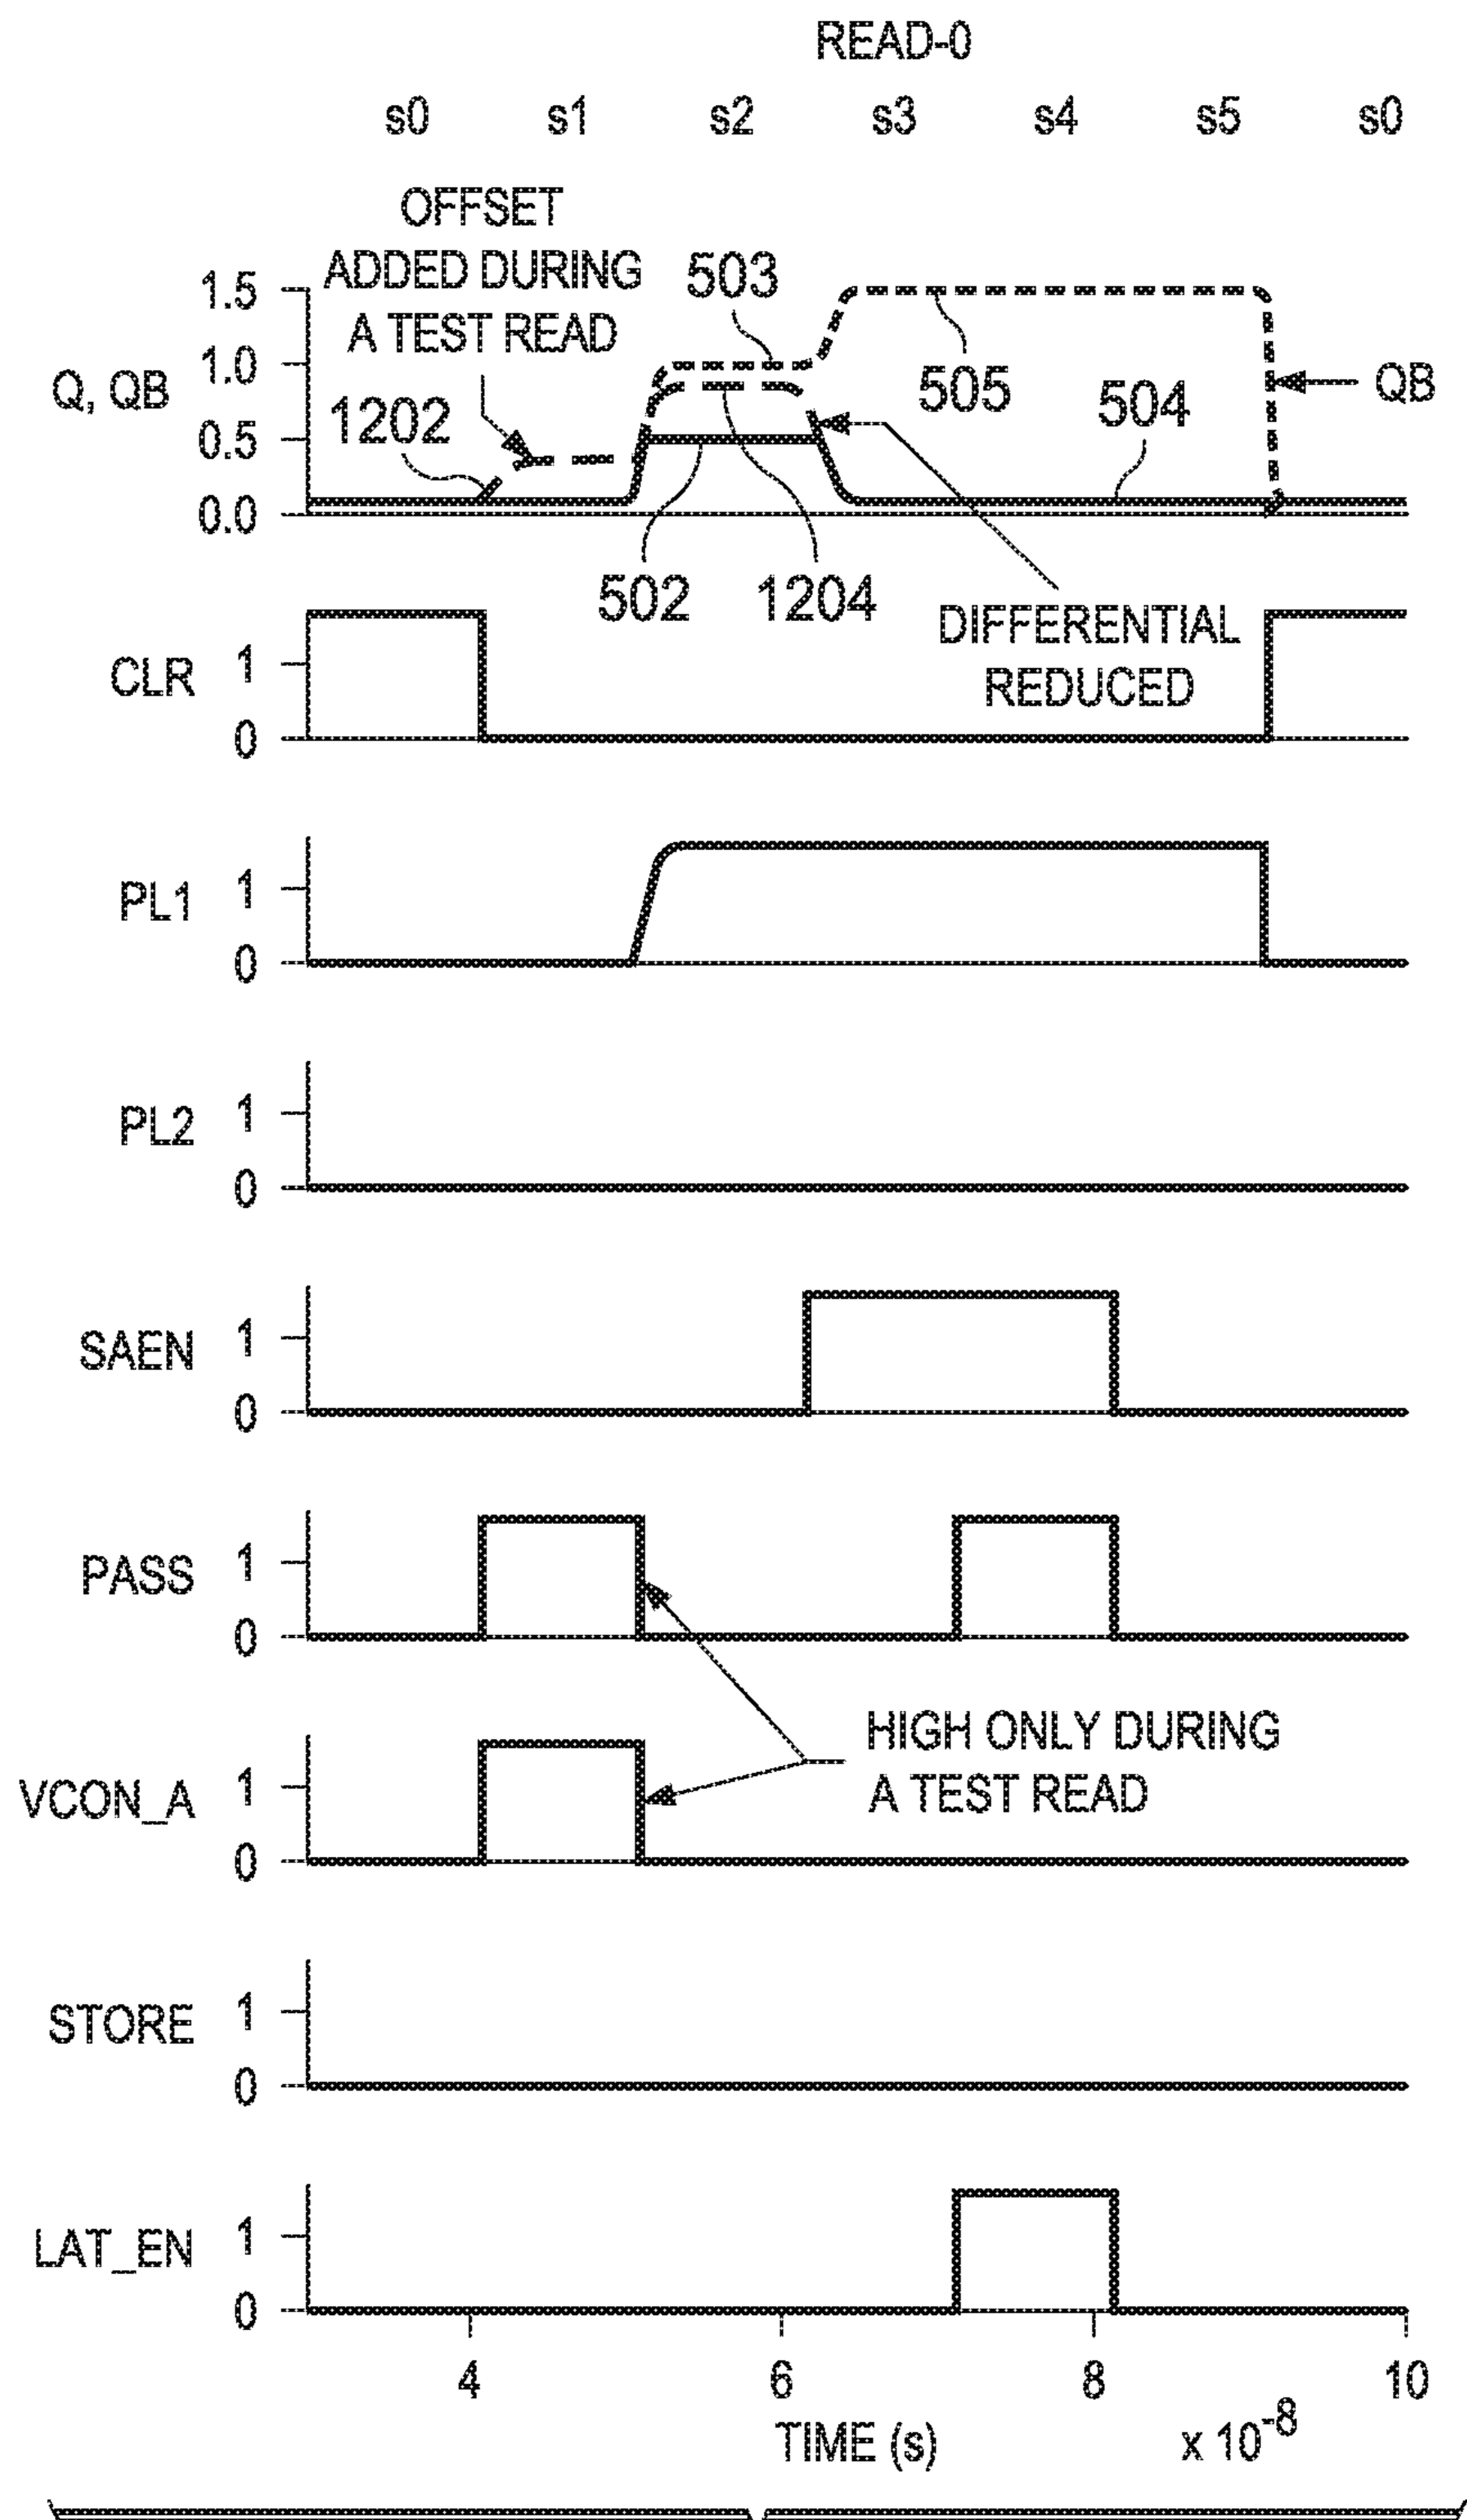 READ-0
s0 s1 s2 s3 s4 s5 s0
OFFSET
ADDED DURING
A TEST READ
503
1.5
1.0
Q, QB
0.5
0.0
1202
505
504
QB
502
1204
DIFFERENTIAL
REDUCED
CLR
1
0
PL1
1
0
PL2
1
0
SAEN
1
0
PASS
1
0
HIGH ONLY DURING
A TEST READ
VCON_A
1
0
STORE
1
0
LAT_EN
1
0
4 6 8 10
TIME (s)
x 10-8